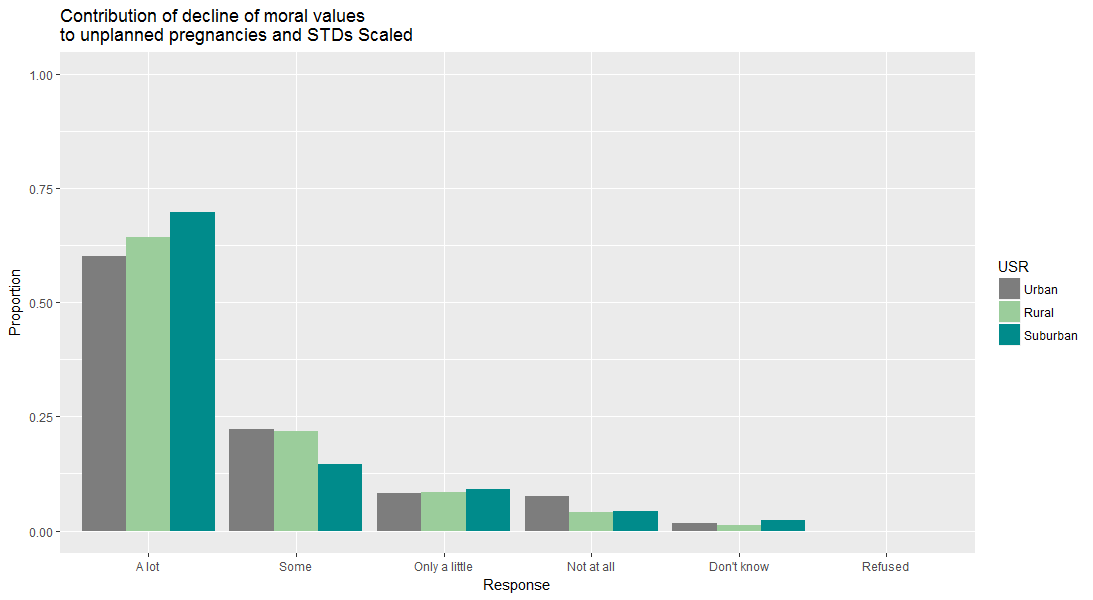 Contribution of decline of moral values
to unplanned pregnancies and STDs Scaled
1.00
0.75
0.50
0.25
0.00
Proportion
A lot
Some
Only a little
Not at all
Don't know
Refused
Response
USR
Urban
Rural
Suburban